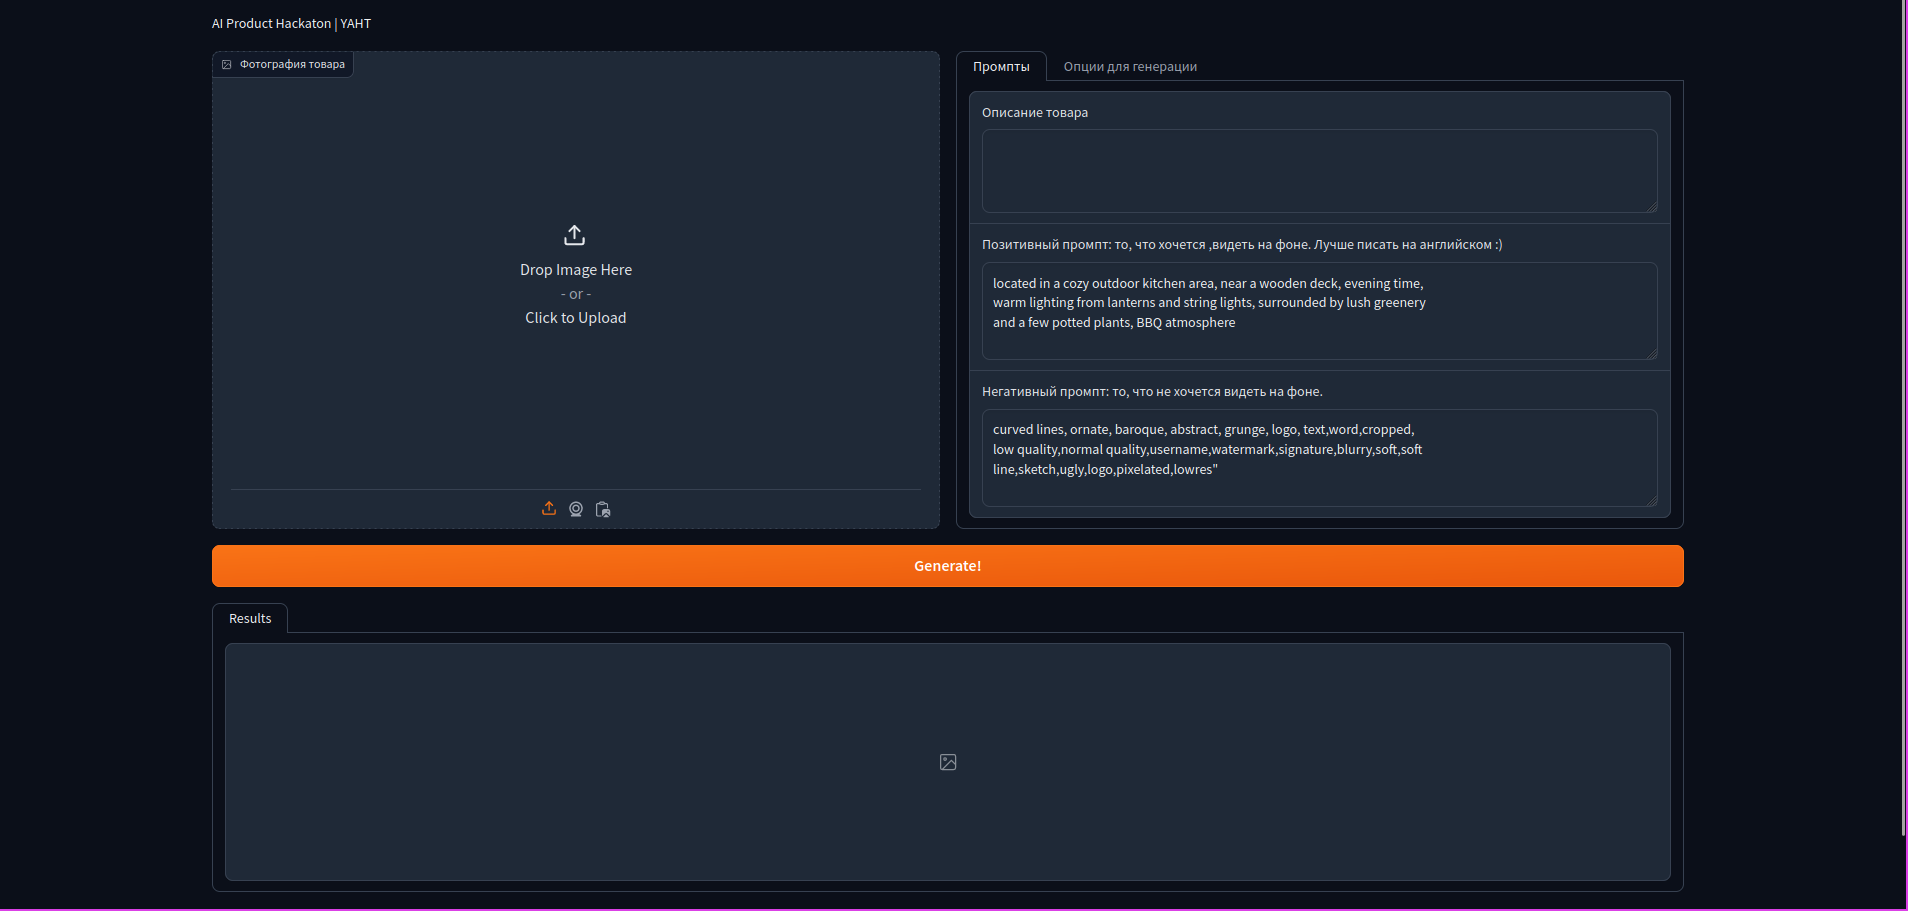 AI Product Hackaton | YAHT
Фотография товара
Drop Image Here
- or -
Click to Upload
Промпты
Опции для генерации
Описание товара
Позитивный промпт: то, что хочется ,видеть на фоне. Лучше писать на английском :)
located in a cozy outdoor kitchen area, near a wooden deck, evening time,
warm lighting from lanterns and string lights, surrounded by lush greenery
and a few potted plants, BBQ atmosphere
Негативный промпт: то, что не хочется видеть на фоне.
curved lines, ornate, baroque, abstract, grunge, logo, text,word,cropped,
low quality,normal quality,username,watermark,signature,blurry,soft,soft
line,sketch,ugly,logo,pixelated,lowres"
Generate!
Results